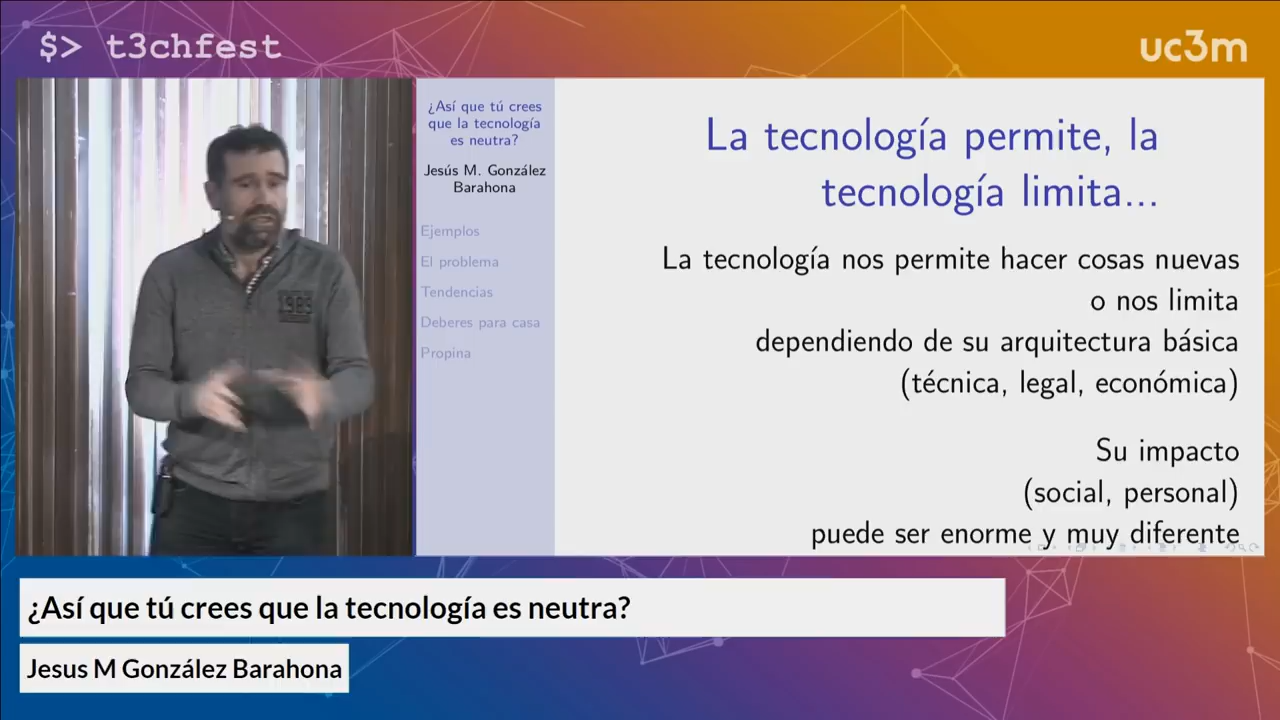 $> t3chfest
uc3m
¿Así que tú crees
que la tecnología
es neutra?
Jesús M. González
Barahona
Ejemplos
El problema
Tendencias
Deberes para casa
Propina
La tecnología permite, la
tecnología limita...
La tecnología nos permite hacer cosas nuevas
o nos limita
dependiendo de su arquitectura básica
(técnica, legal, económica)
Su impacto
(social, personal)
puede ser enorme y muy diferente
1983
¿Así que tú crees que la tecnología es neutra?
Jesus M González Barahona